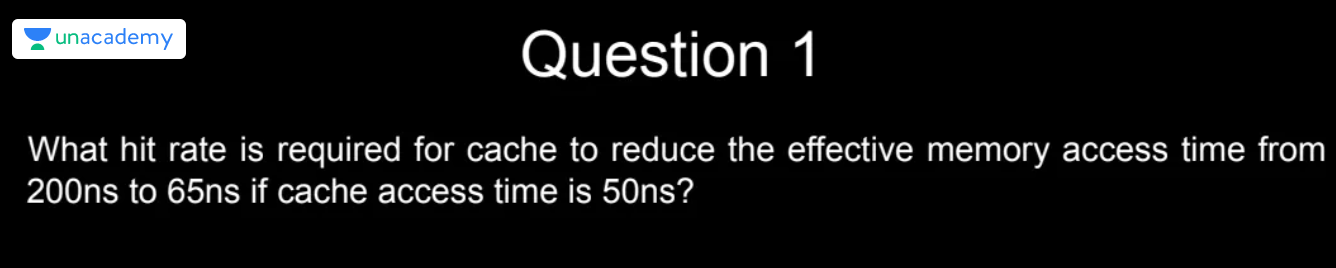 unacademy
Question 1
What hit rate is required for cache to reduce the effective memory access time from
200ns to 65ns if cache access time is 50ns?